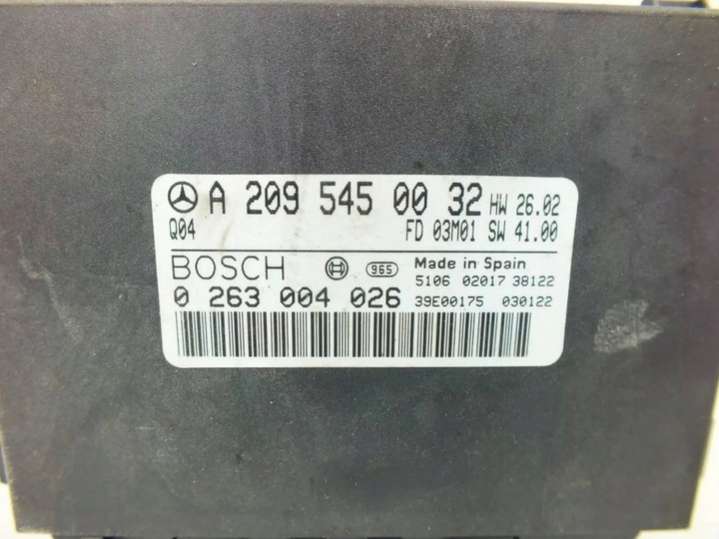 A 209 545 00 32 HW 26.02
Q04 FD 03M01 SW 41.00
BOSCH 965 Made in Spain
5106 02017 38122
0 263 004 026 39E00175 030122